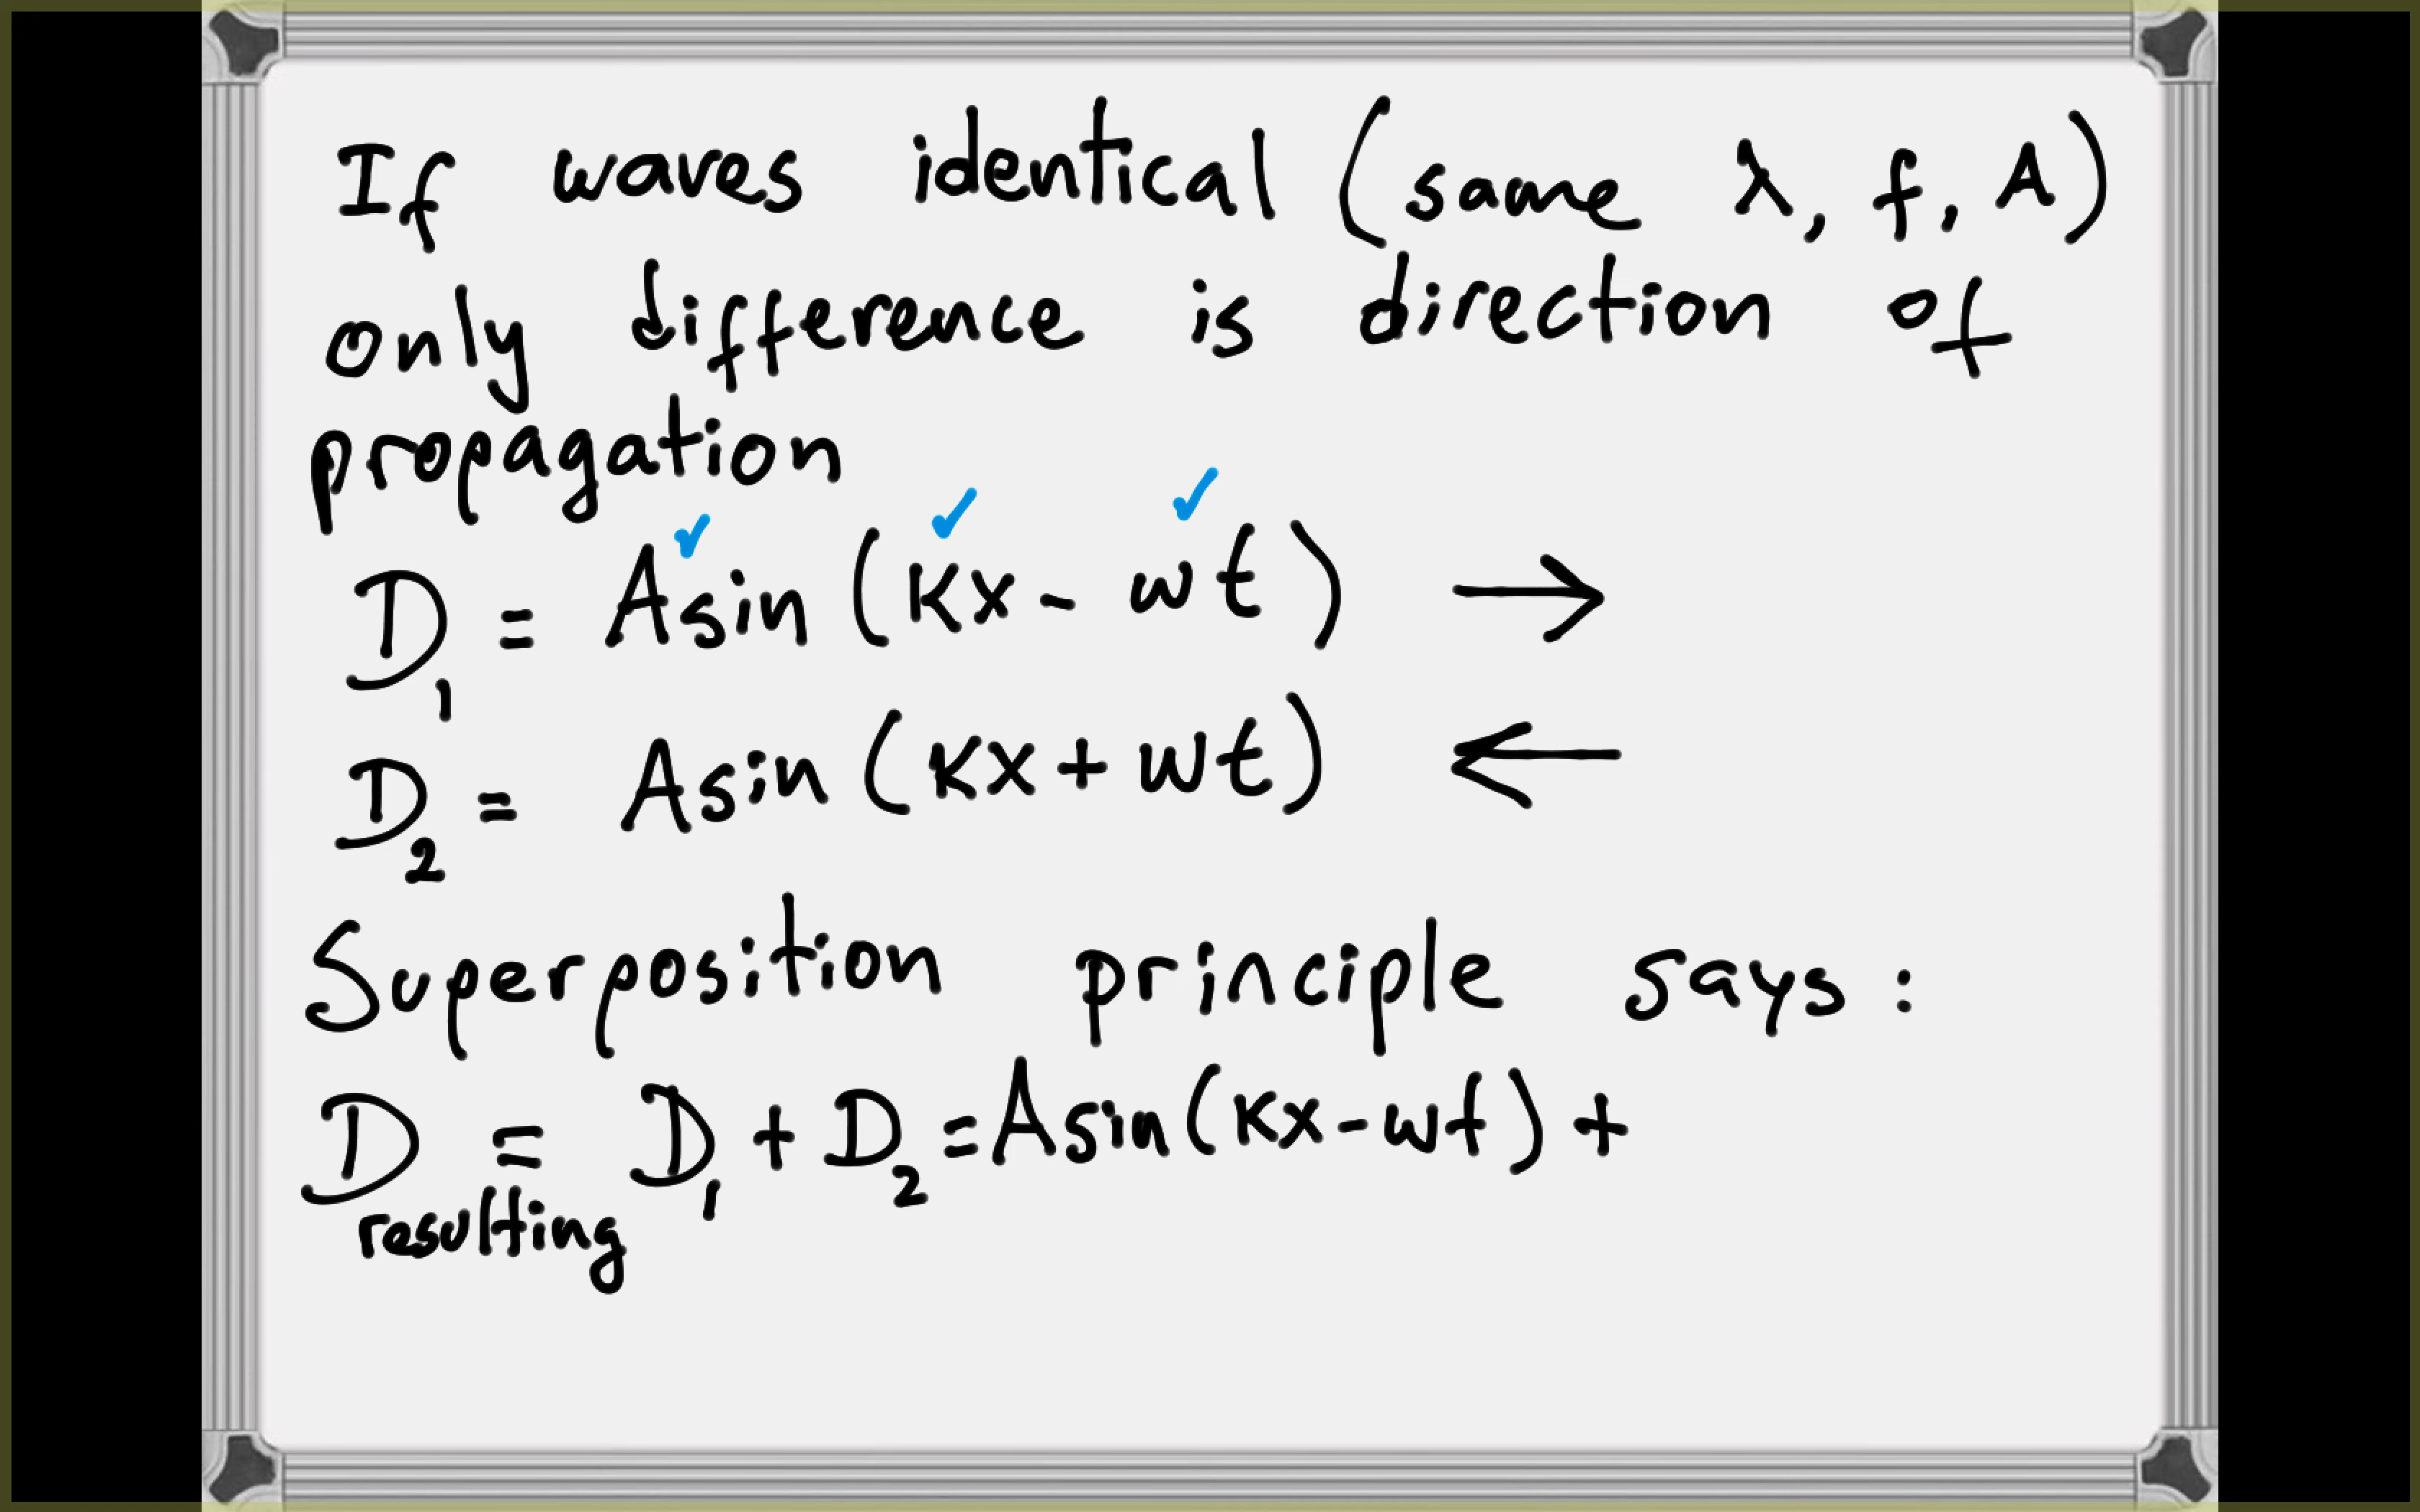 If waves identical (same λ, f, A)
only difference is direction of
propagation
D₁ = Asin (kx - ωt) →
D₂ = Asin (kx + ωt) ←
Superposition principle says:
D resulting = D₁ + D₂ = Asin(kx-ωt) +